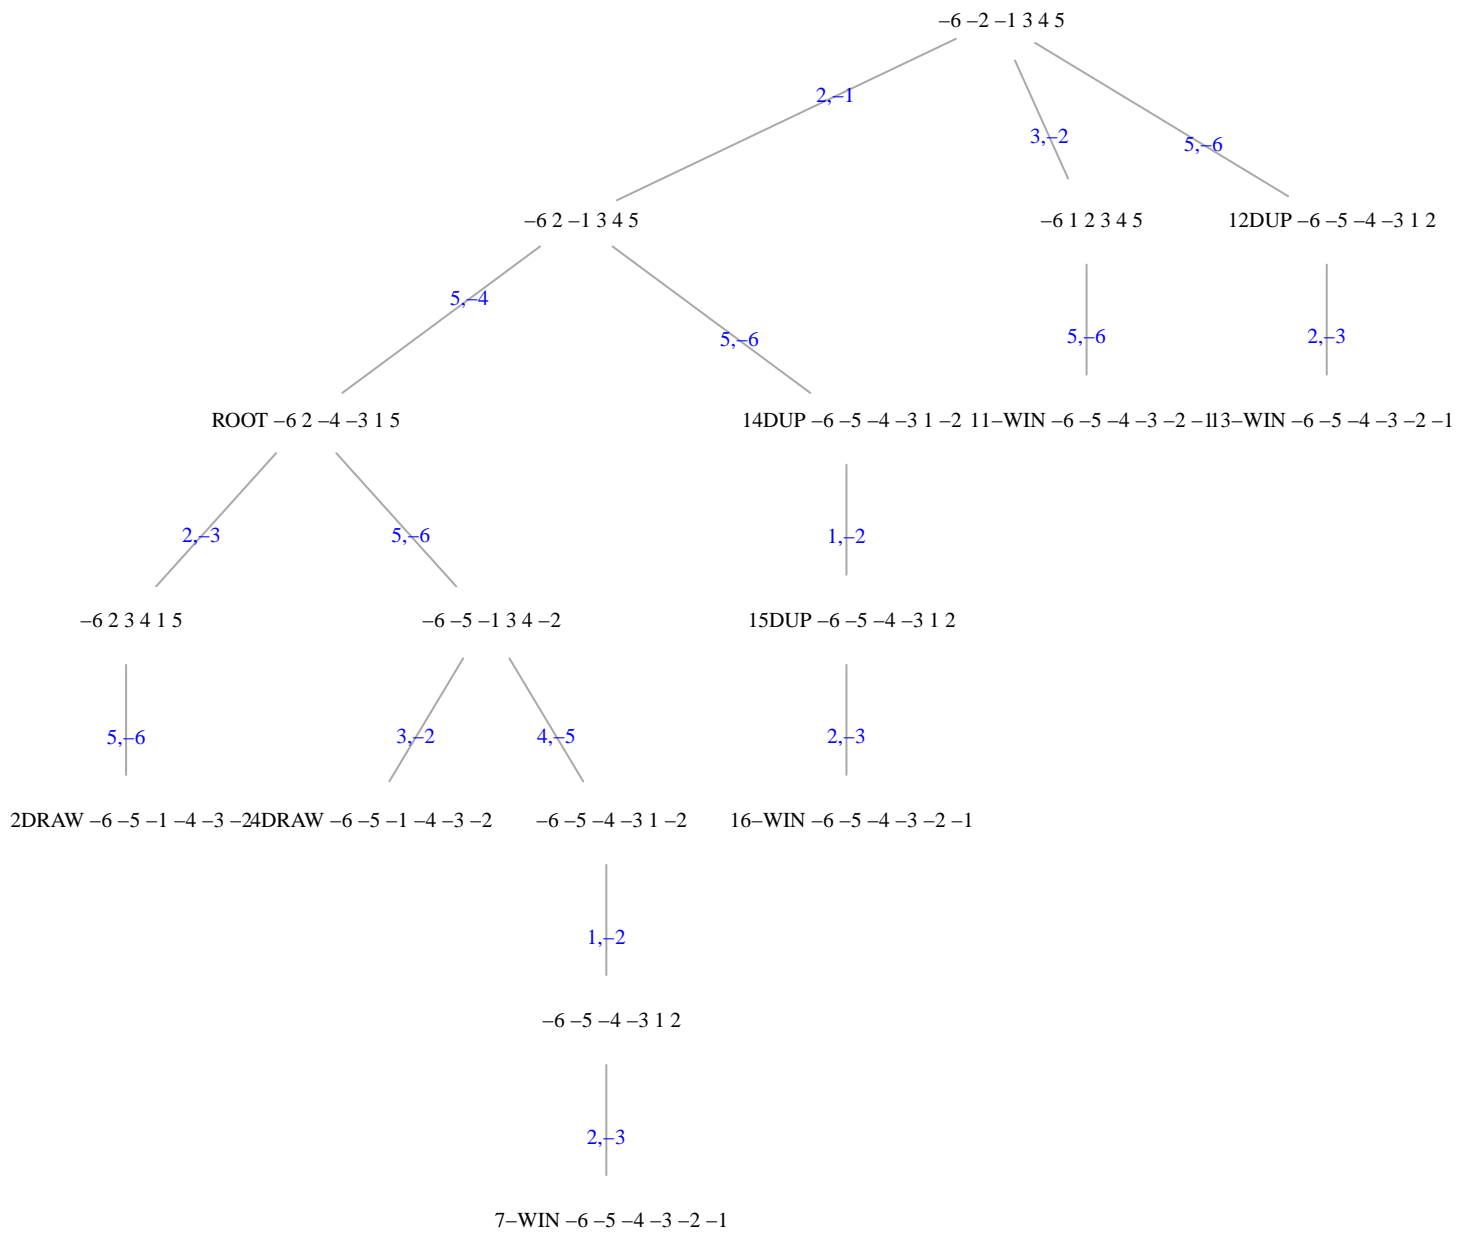 –6 –2 –1 3 4 5
2,–1
3,–2
5,–6
–6 2 –1 3 4 5
–6 1 2 3 4 5
12DUP –6 –5 –4 –3 1 2
5,–4
5,–6
5,–6
2,–3
ROOT –6 2 –4 –3 1 5
14DUP –6 –5 –4 –3 1 –2
11–WIN –6 –5 –4 –3 –2 –1
13–WIN –6 –5 –4 –3 –2 –1
2,–3
5,–6
1,–2
–6 2 3 4 1 5
–6 –5 –1 3 4 –2
15DUP –6 –5 –4 –3 1 2
5,–6
3,–2
4,–5
2,–3
2DRAW –6 –5 –1 –4 –3 –2
4DRAW –6 –5 –1 –4 –3 –2
–6 –5 –4 –3 1 –2
16–WIN –6 –5 –4 –3 –2 –1
1,–2
–6 –5 –4 –3 1 2
2,–3
7–WIN –6 –5 –4 –3 –2 –1